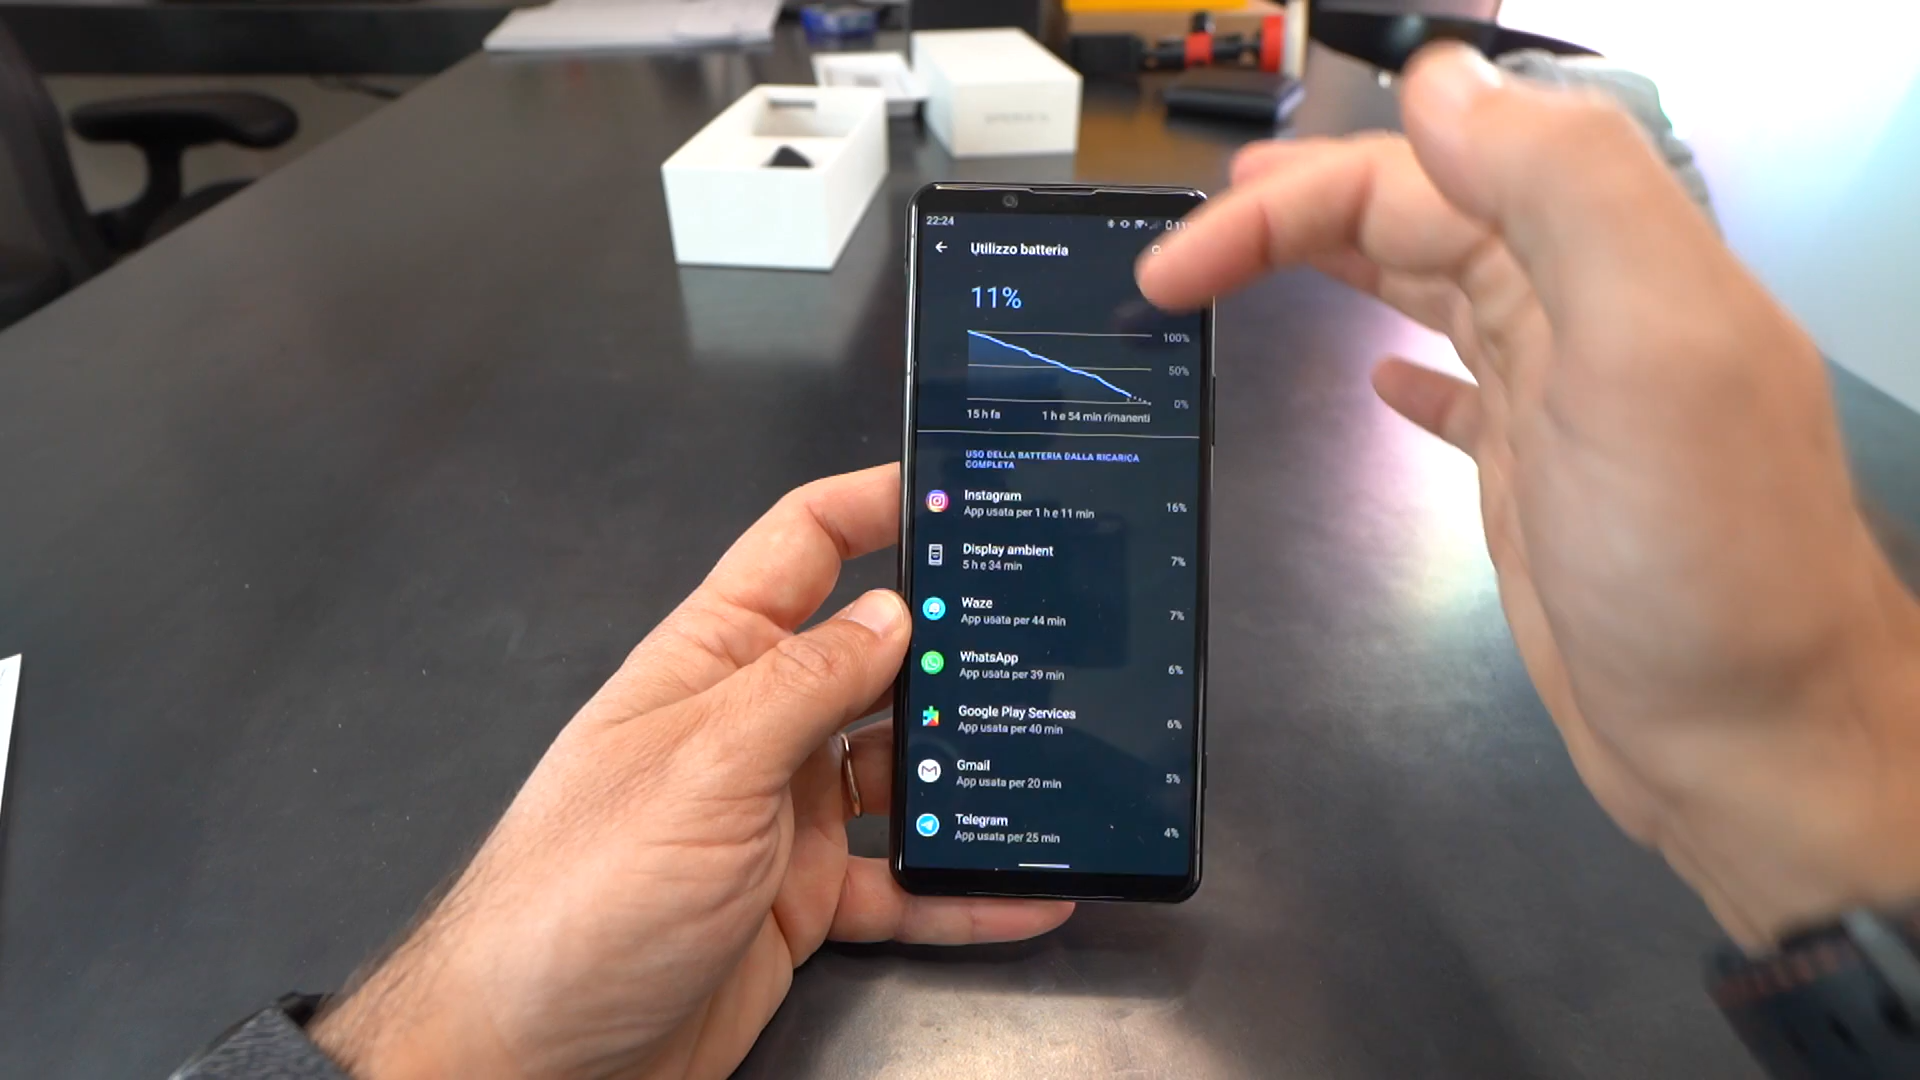 22:24
Utilizzo batteria
11%
100%
50%
0%
15 h fa
1 h e 54 min rimanenti
USO DELLA BATTERIA DALLA RICARICA
COMPLETA
Instagram
App usata per 1 h e 11 min
16%
Display ambient
5 h e 34 min
7%
Waze
App usata per 44 min
7%
WhatsApp
App usata per 39 min
6%
Google Play Services
App usata per 40 min
6%
Gmail
App usata per 20 min
5%
Telegram
App usata per 25 min
4%